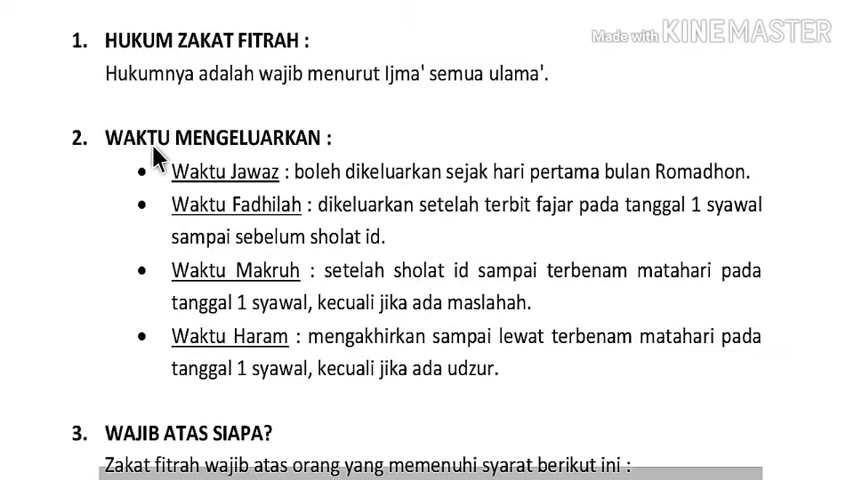 Made with KINEMASTER
1. HUKUM ZAKAT FITRAH :
Hukumnya adalah wajib menurut Ijma' semua ulama'.
2. WAKTU MENGELUARKAN :
• Waktu Jawaz : boleh dikeluarkan sejak hari pertama bulan Romadhon.
• Waktu Fadhilah : dikeluarkan setelah terbit fajar pada tanggal 1 syawal
sampai sebelum sholat id.
• Waktu Makruh : setelah sholat id sampai terbenam matahari pada
tanggal 1 syawal, kecuali jika ada maslahah.
• Waktu Haram : mengakhirkan sampai lewat terbenam matahari pada
tanggal 1 syawal, kecuali jika ada udzur.
3. WAJIB ATAS SIAPA?
Zakat fitrah wajib atas orang yang memenuhi syarat berikut ini :